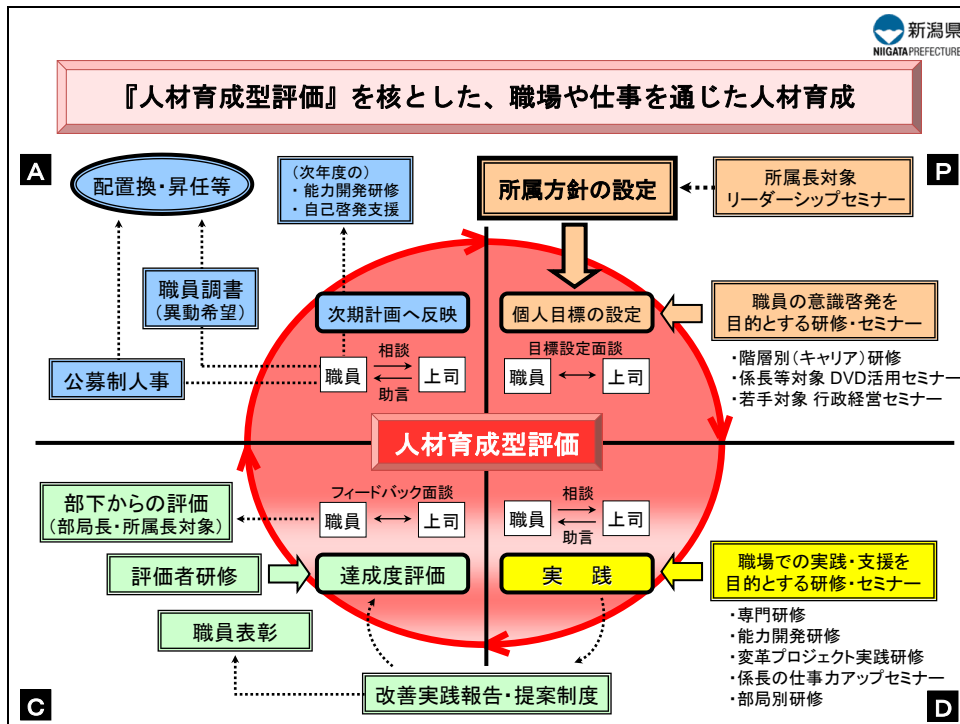 新潟県
NIIGATA PREFECTURE
『人材育成型評価』を核とした、職場や仕事を通じた人材育成
A
配置換・昇任等
(次年度の)
・能力開発研修
・自己啓発支援
職員調書
(異動希望)
公募制人事
次期計画へ反映
職員
相談
助言
上司
P
所属方針の設定
所属長対象
リーダーシップセミナー
個人目標の設定
職員の意識啓発を
目的とする研修・セミナー
・階層別(キャリア)研修
・係長等対象 DVD活用セミナー
・若手対象 行政経営セミナー
目標設定面談
職員
上司
人材育成型評価
部下からの評価
(部局長・所属長対象)
フィードバック面談
職員
上司
評価者研修
達成度評価
職員表彰
改善実践報告・提案制度
C
相談
職員
上司
助言
実 践
職場での実践・支援を
目的とする研修・セミナー
・専門研修
・能力開発研修
・変革プロジェクト実践研修
・係長の仕事力アップセミナー
・部局別研修
D